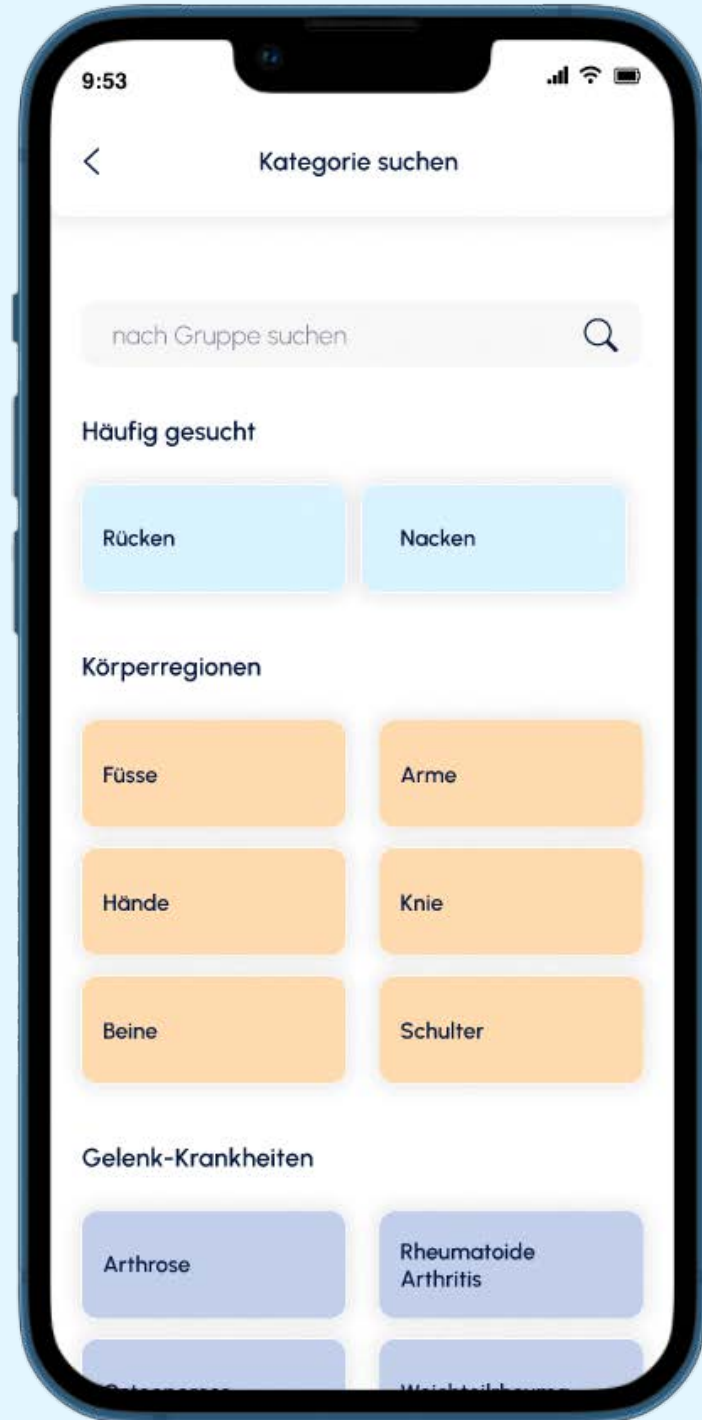 9:53
Kategorie suchen
nach Gruppe suchen
Häufig gesucht
Rücken
Nacken
Körperregionen
Füsse
Arme
Hände
Knie
Beine
Schulter
Gelenk-Krankheiten
Arthrose
Rheumatoide
Arthritis